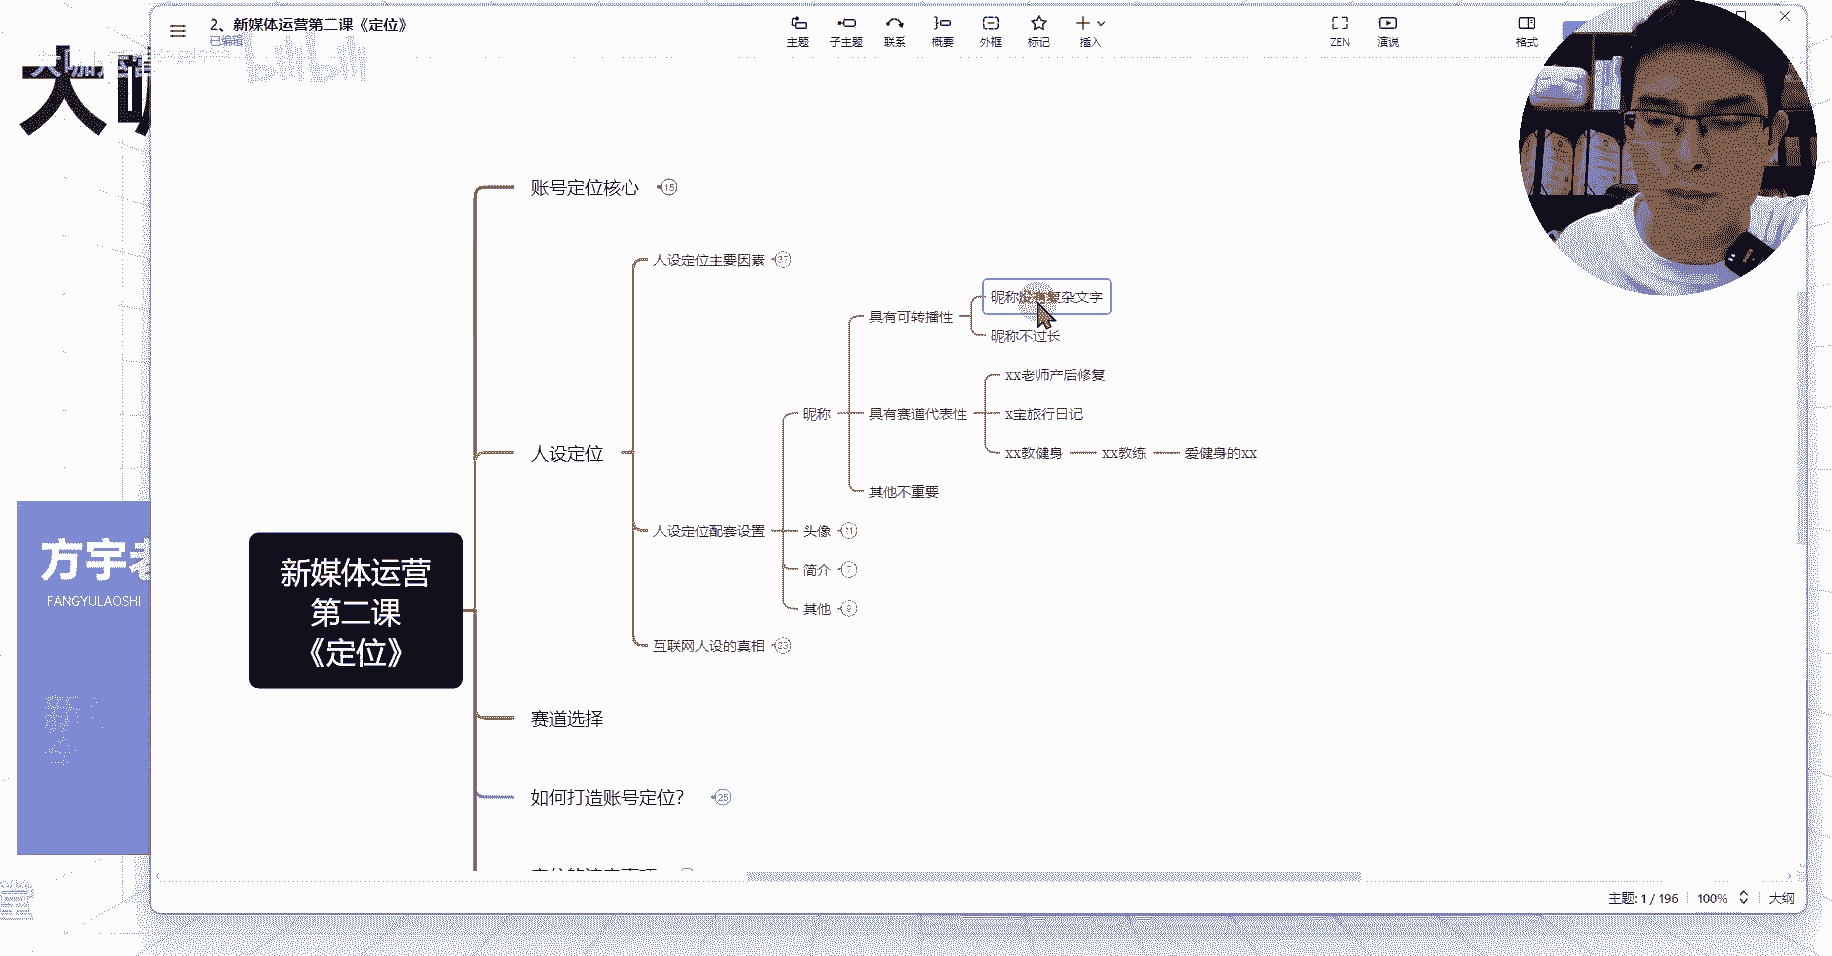 2、新媒体运营第二课《定位》
已编辑
主题
子主题
联系
概要
外框
标记
插入
ZEN
演说
格式
bilibili
大
账号定位核心
15
人设定位主要因素
37
昵称没有复杂文字
具有可转播性
昵称不过长
xx老师产后修复
昵称
具有赛道代表性
x宝旅行日记
人设定位
xx教健身
xx教练
爱健身的xx
其他不重要
人设定位配套设置
头像
简介
7
其他
9
互联网人设的真相
23
新媒体运营
第二课
《定位》
方宇老
FANGYULAOSHI
赛道选择
如何打造账号定位?
25
主题: 1 / 196
100%
大纲